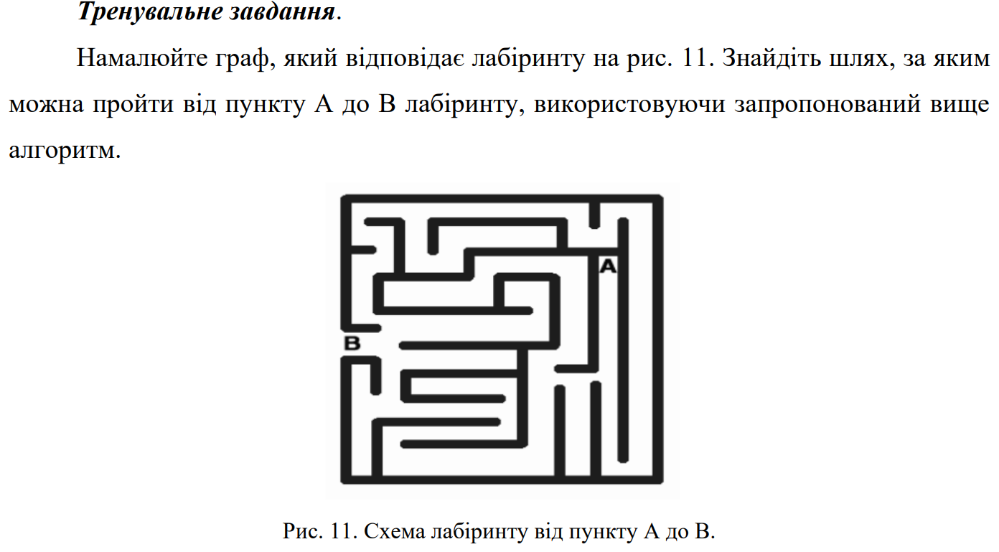 Тренувальне завдання.
Намалюйте граф, який відповідає лабіринту на рис. 11. Знайдіть шлях, за яким
можна пройти від пункту А до В лабіринту, використовуючи запропонований вище
алгоритм.
A
B
Рис. 11. Схема лабіринту від пункту А до В.